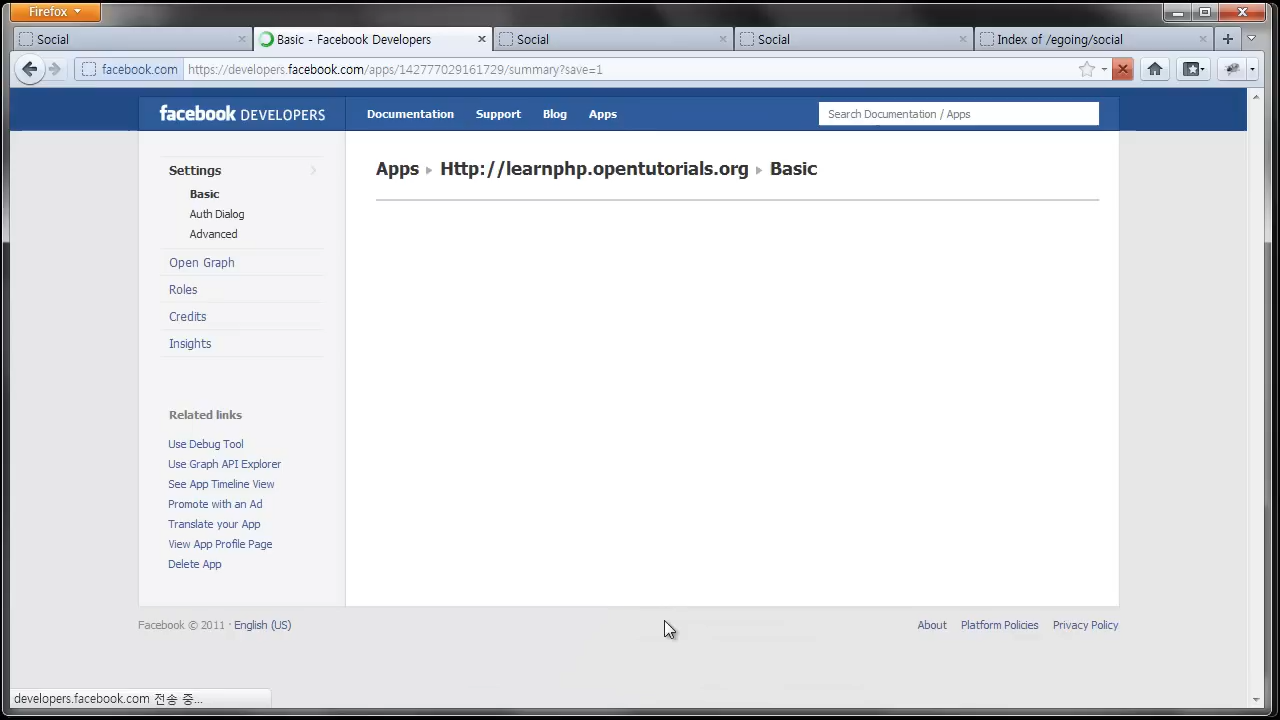 Firefox
Social
Basic - Facebook Developers
Social
Social
Index of /egoing/social
facebook.com
https://developers.facebook.com/apps/142777029161729/summary?save=1
facebook DEVELOPERS
Documentation
Support
Blog
Apps
Search Documentation / Apps
Settings
Basic
Auth Dialog
Advanced
Open Graph
Roles
Credits
Insights
Related links
Use Debug Tool
Use Graph API Explorer
See App Timeline View
Promote with an Ad
Translate your App
View App Profile Page
Delete App
Apps Http://learnphp.opentutorials.org Basic
Facebook © 2011 · English (US)
About
Platform Policies
Privacy Policy
developers.facebook.com 전송 중...